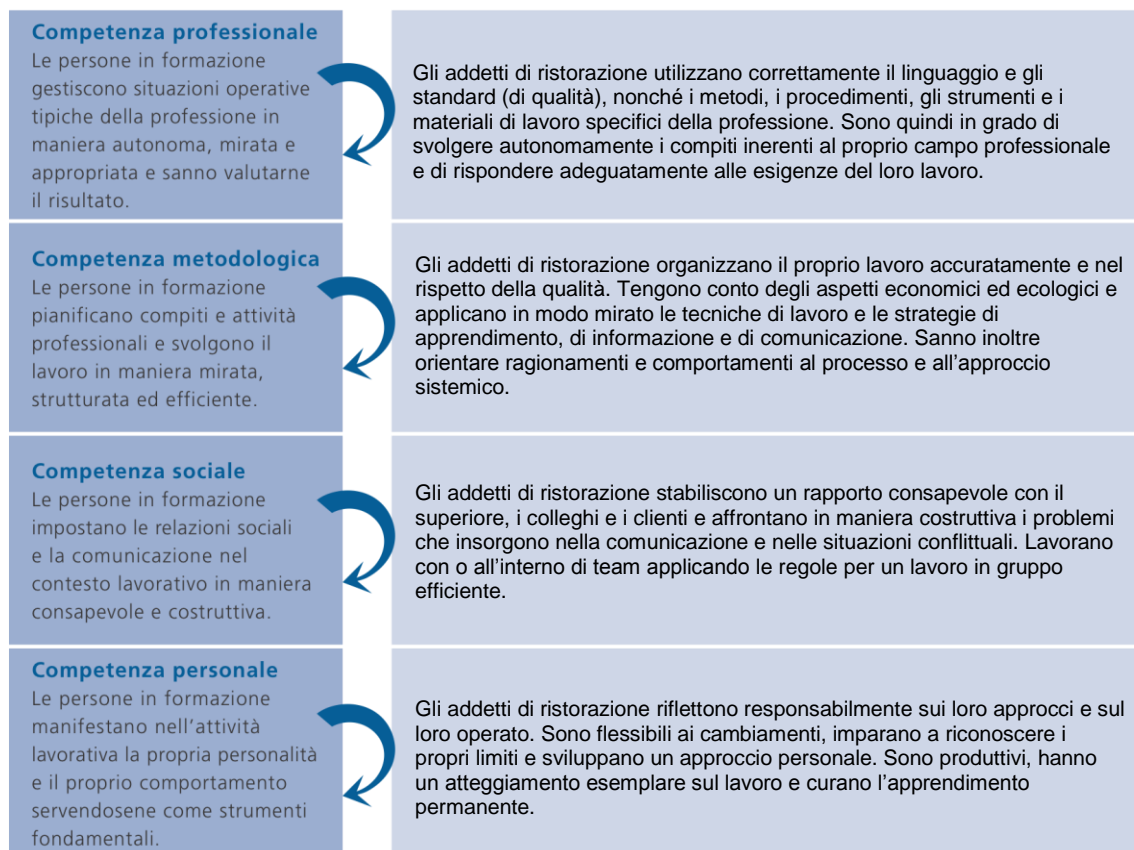 Competenza professionale
Le persone in formazione
gestiscono situazioni operative
tipiche della professione in
maniera autonoma, mirata e
appropriata e sanno valutarne
il risultato.
Gli addetti di ristorazione utilizzano correttamente il linguaggio e gli
standard (di qualità), nonché i metodi, i procedimenti, gli strumenti e i
materiali di lavoro specifici della professione. Sono quindi in grado di
svolgere autonomamente i compiti inerenti al proprio campo professionale
e di rispondere adeguatamente alle esigenze del loro lavoro.
Competenza metodologica
Le persone in formazione
pianificano compiti e attività
professionali e svolgono il
lavoro in maniera mirata,
strutturata ed efficiente.
Gli addetti di ristorazione organizzano il proprio lavoro accuratamente e nel
rispetto della qualità. Tengono conto degli aspetti economici ed ecologici e
applicano in modo mirato le tecniche di lavoro e le strategie di
apprendimento, di informazione e di comunicazione. Sanno inoltre
orientare ragionamenti e comportamenti al processo e all’approccio
sistemico.
Competenza sociale
Le persone in formazione
impostano le relazioni sociali
e la comunicazione nel
contesto lavorativo in maniera
consapevole e costruttiva.
Gli addetti di ristorazione stabiliscono un rapporto consapevole con il
superiore, i colleghi e i clienti e affrontano in maniera costruttiva i problemi
che insorgono nella comunicazione e nelle situazioni conflittuali. Lavorano
con o all’interno di team applicando le regole per un lavoro in gruppo
efficiente.
Competenza personale
Le persone in formazione
manifestano nell’attività
lavorativa la propria personalità
e il proprio comportamento
servendosene come strumenti
fondamentali.
Gli addetti di ristorazione riflettono responsabilmente sui loro approcci e sul
loro operato. Sono flessibili ai cambiamenti, imparano a riconoscere i
propri limiti e sviluppano un approccio personale. Sono produttivi, hanno
un atteggiamento esemplare sul lavoro e curano l’apprendimento
permanente.